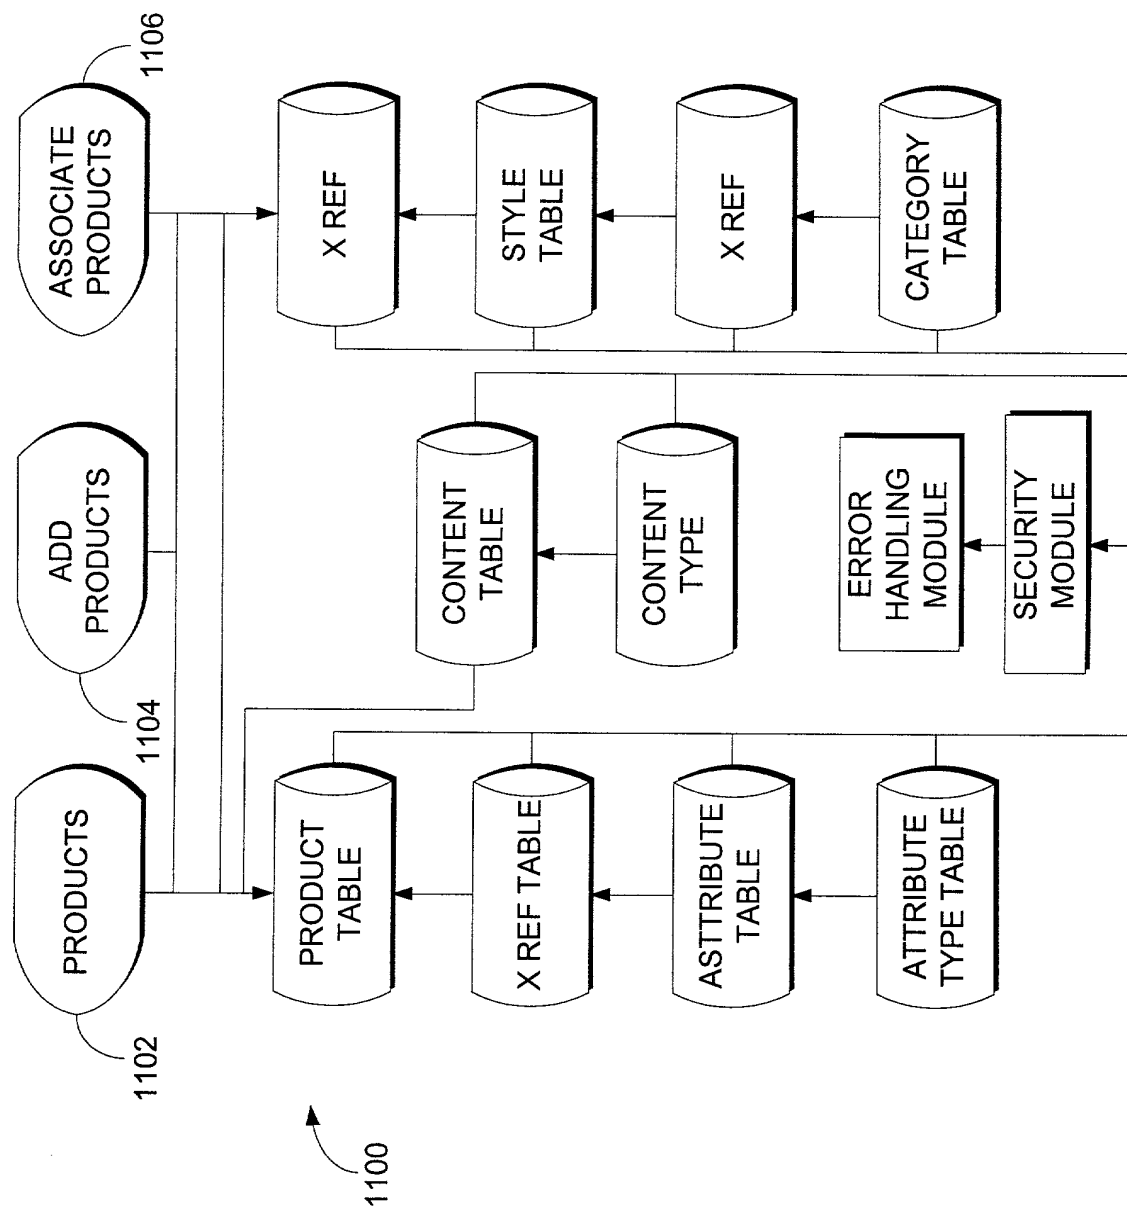 1106
ASSOCIATE
PRODUCTS
X REF
STYLE
TABLE
X REF
CATEGORY
TABLE
1104
ADD
PRODUCTS
CONTENT
TABLE
CONTENT
TYPE
ERROR
HANDLING
MODULE
SECURITY
MODULE
1102
PRODUCTS
PRODUCT
TABLE
X REF TABLE
ASTTRIBUTE
TABLE
ATTRIBUTE
TYPE TABLE
1100